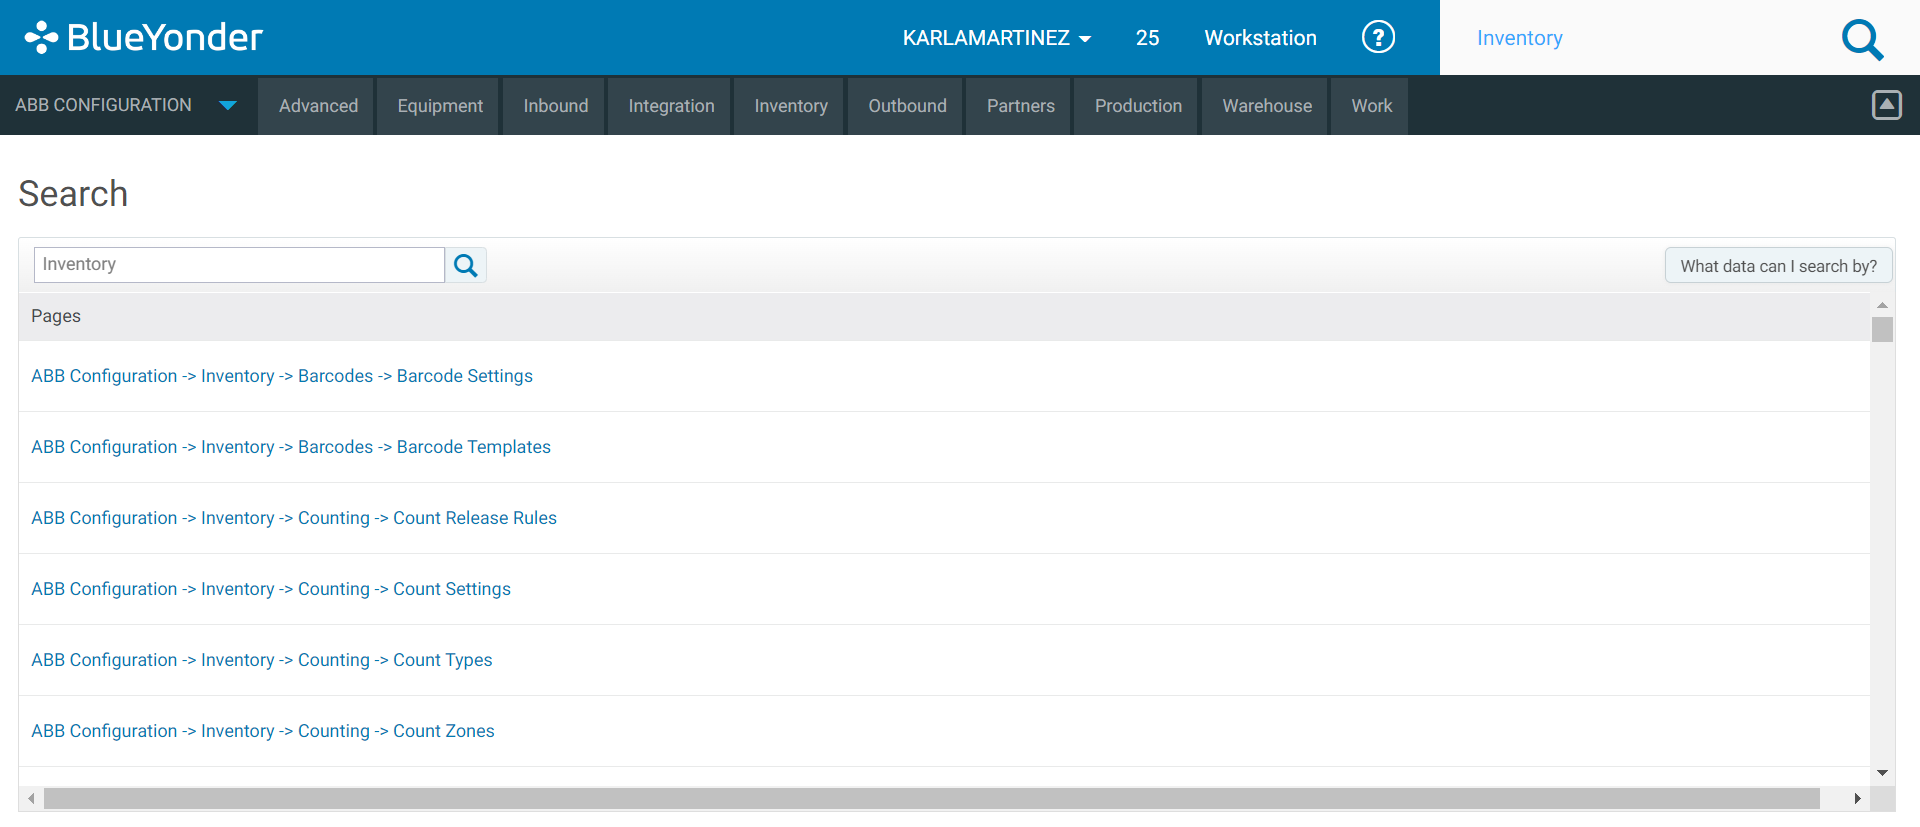 BlueYonder
KARLAMARTINEZ 25 Workstation ? Inventory
ABB CONFIGURATION Advanced Equipment Inbound Integration Inventory Outbound Partners Production Warehouse Work
Search
Inventory
What data can I search by?
Pages
ABB Configuration -> Inventory -> Barcodes -> Barcode Settings
ABB Configuration -> Inventory -> Barcodes -> Barcode Templates
ABB Configuration -> Inventory -> Counting -> Count Release Rules
ABB Configuration -> Inventory -> Counting -> Count Settings
ABB Configuration -> Inventory -> Counting -> Count Types
ABB Configuration -> Inventory -> Counting -> Count Zones